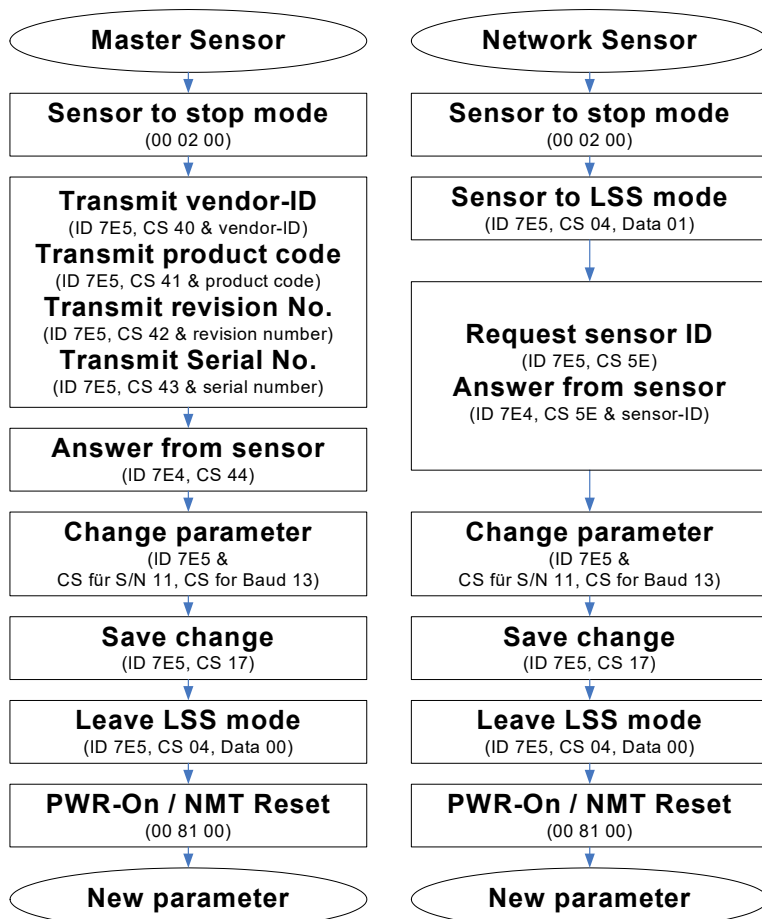 Master Sensor
Sensor to stop mode
(00 02 00)
Transmit vendor-ID
(ID 7E5, CS 40 & vendor-ID)
Transmit product code
(ID 7E5, CS 41 & product code)
Transmit revision No.
(ID 7E5, CS 42 & revision number)
Transmit Serial No.
(ID 7E5, CS 43 & serial number)
Answer from sensor
(ID 7E4, CS 44)
Change parameter
(ID 7E5 &
CS für S/N 11, CS for Baud 13)
Save change
(ID 7E5, CS 17)
Leave LSS mode
(ID 7E5, CS 04, Data 00)
PWR-On / NMT Reset
(00 81 00)
New parameter
Network Sensor
Sensor to stop mode
(00 02 00)
Sensor to LSS mode
(ID 7E5, CS 04, Data 01)
Request sensor ID
(ID 7E5, CS 5E)
Answer from sensor
(ID 7E4, CS 5E & sensor-ID)
Change parameter
(ID 7E5 &
CS für S/N 11, CS for Baud 13)
Save change
(ID 7E5, CS 17)
Leave LSS mode
(ID 7E5, CS 04, Data 00)
PWR-On / NMT Reset
(00 81 00)
New parameter